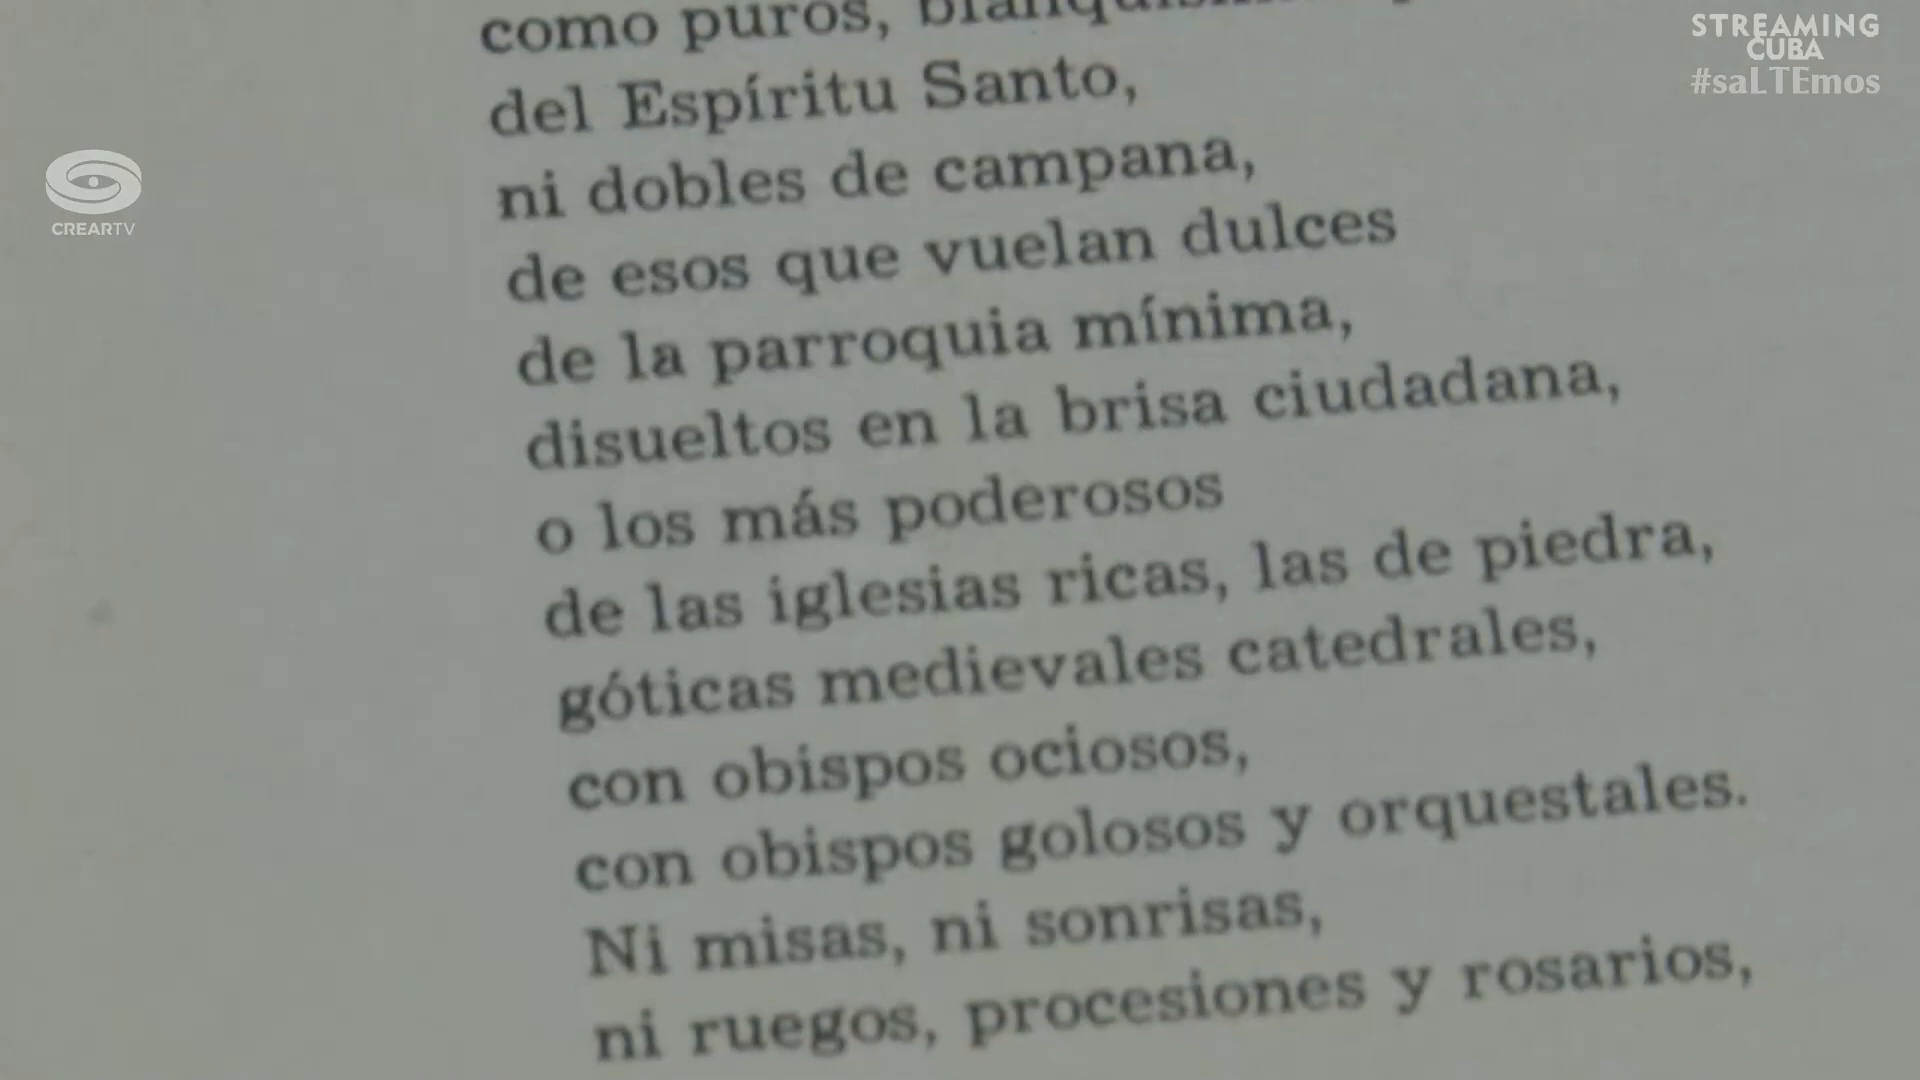 como puros,
del Espíritu Santo,
ni dobles de campana,
de esos que vuelan dulces
de la parroquia mínima,
disueltos en la brisa ciudadana,
o los más poderosos
de las iglesias ricas, las de piedra,
góticas medievales catedrales,
con obispos ociosos,
con obispos golosos y orquestales.
Ni misas, ni sonrisas,
ni ruegos, procesiones y rosarios,
STREAMING
CUBA
#saLTEmos
CREARTV